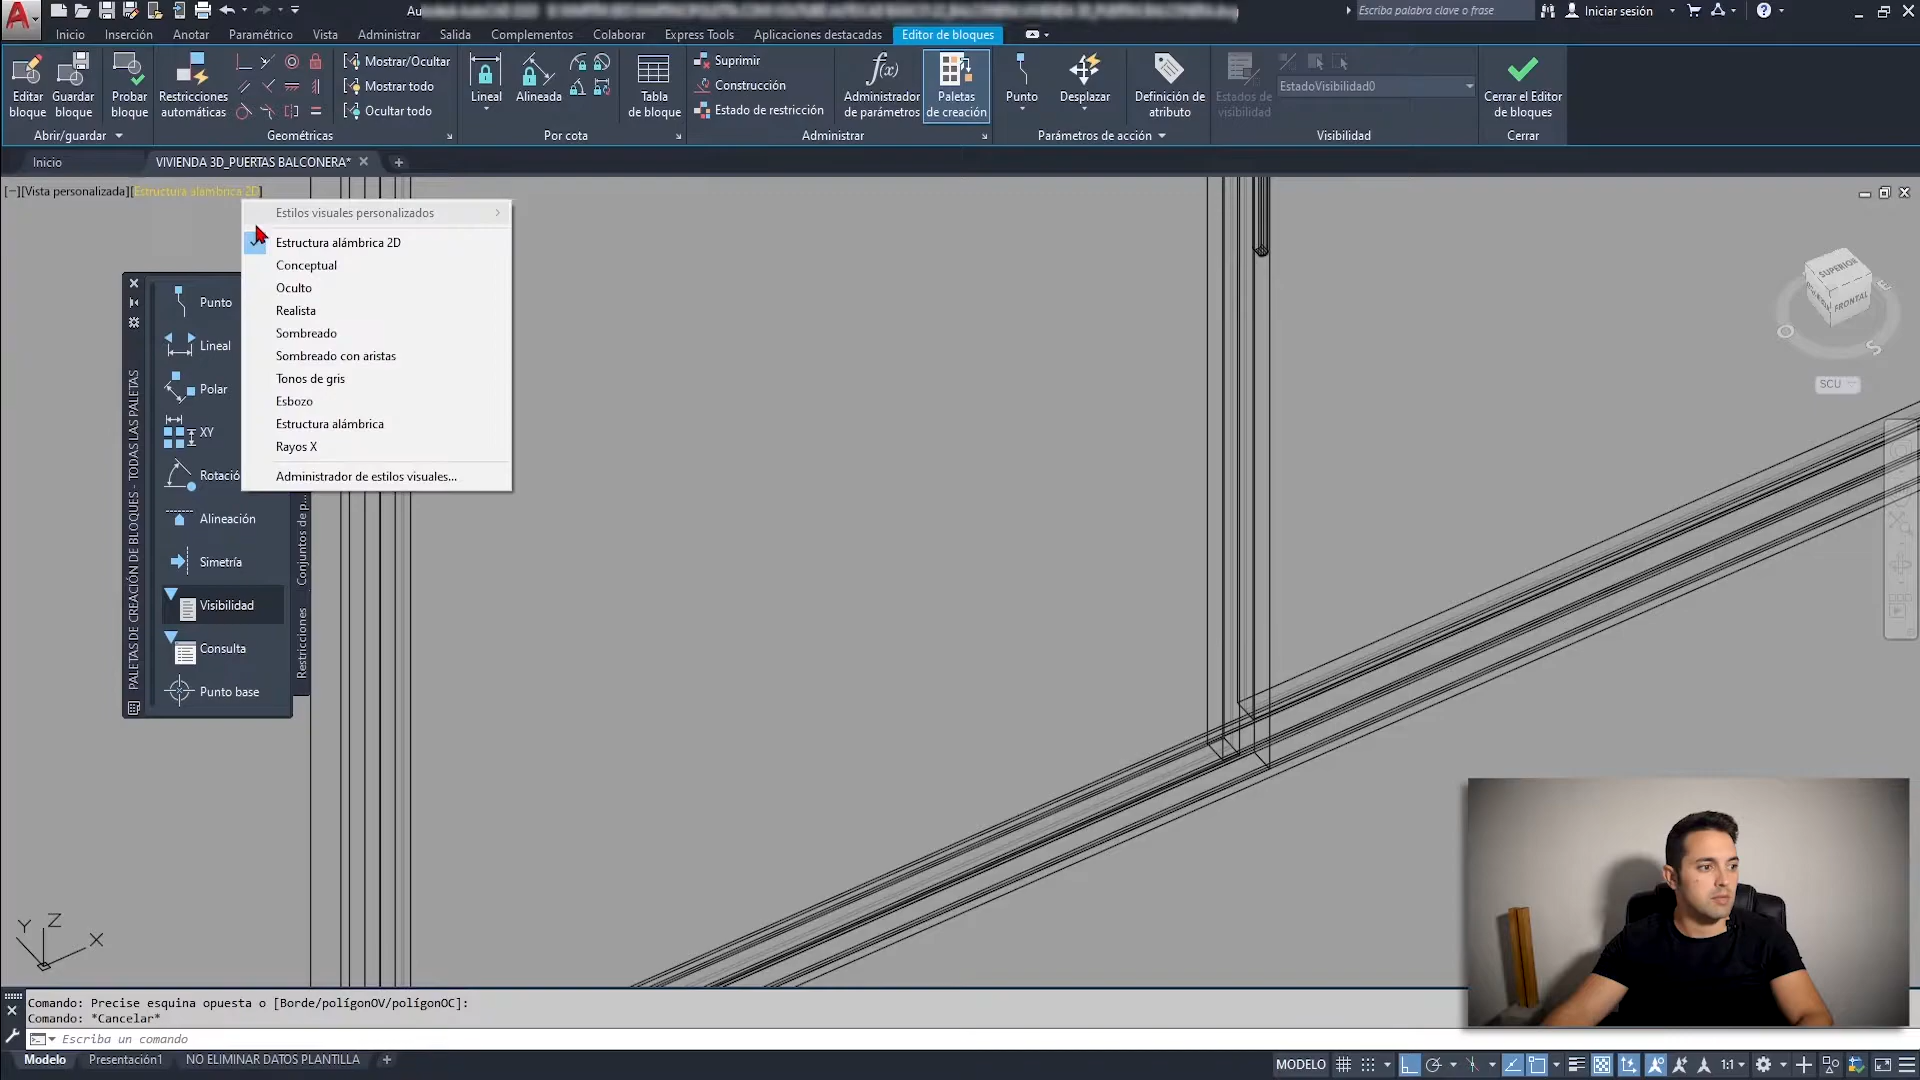 Escriba palabra clave o frase
Iniciar sesión
Inicio
Inserción
Anotar
Paramétrico
Vista
Administrar
Salida
Complementos
Colaborar
Express Tools
Aplicaciones destacadas
Editor de bloques
Editar bloque
Guardar bloque
Probar bloque
Abrir/guardar
Restricciones automáticas
Mostrar/Ocultar
Mostrar todo
Ocultar todo
Geométricas
Lineal
Alineada
Tabla de bloque
Por cota
Suprimir
Construcción
Estado de restricción
Administrador de parámetros
Paletas de creación
Administrar
Punto
Desplazar
Definición de atributo
Parámetros de acción
Estados de visibilidad
EstadoVisibilidad0
Visibilidad
Cerrar el Editor de bloques
Cerrar
Inicio
VIVIENDA 3D_PUERTAS BALCONERA*
[−][Vista personalizada][Estructura alámbrica 2D]
Estilos visuales personalizados
Estructura alámbrica 2D
Conceptual
Oculto
Realista
Sombreado
Sombreado con aristas
Tonos de gris
Esbozo
Estructura alámbrica
Rayos X
Administrador de estilos visuales...
PALETAS DE CREACIÓN DE BLOQUES - TODAS LAS PALETAS
Punto
Lineal
Polar
XY
Rotació
Alineación
Simetría
Visibilidad
Consulta
Punto base
Conjuntos de p...
Restricciones
SUPERIOR
FRONTAL
E
S
O
SCU
Y
Z
X
Comando: Precise esquina opuesta o [Borde/polígonOV/polígonOC]:
Comando: *Cancelar*
Escriba un comando
Modelo
Presentación1
NO ELIMINAR DATOS PLANTILLA
MODELO
1:1